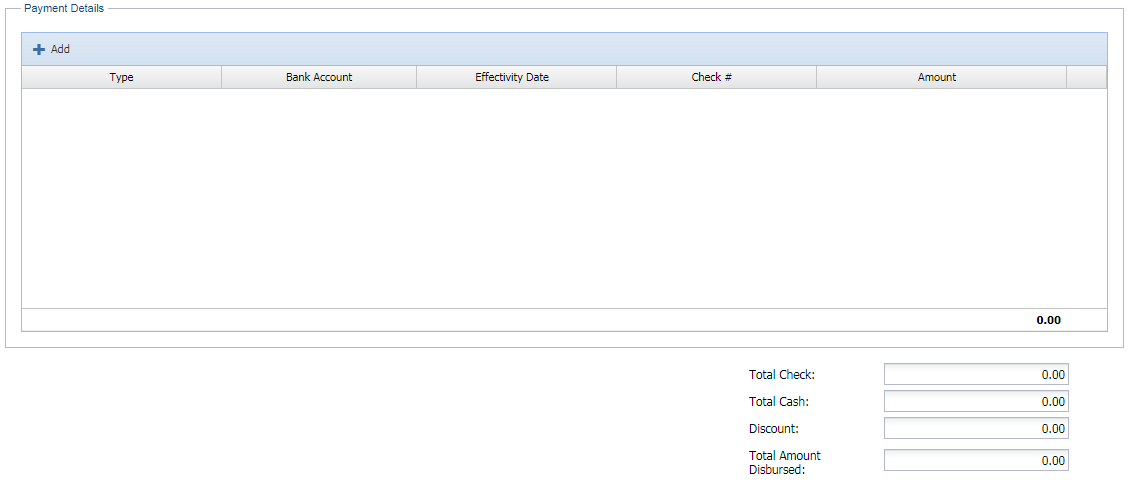 Payment Details
Add
Type Bank Account Effectivity Date Check # Amount
0.00
Total Check: 0.00
Total Cash: 0.00
Discount: 0.00
Total Amount
Disbursed: 0.00